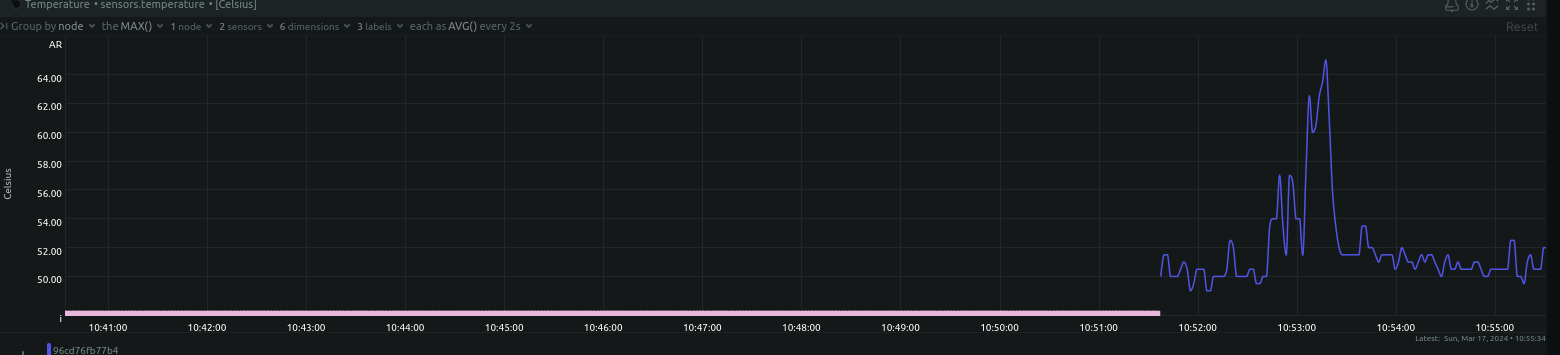 Temperature • sensors.temperature • [Celsius]
Group by node the MAX() 1 node 2 sensors 6 dimensions 3 labels each as AVG() every 2s Reset
AR
64.00
62.00
60.00
58.00
56.00
54.00
52.00
50.00
Celsius
i
10:41:00 10:42:00 10:43:00 10:44:00 10:45:00 10:46:00 10:47:00 10:48:00 10:49:00 10:50:00 10:51:00 10:52:00 10:53:00 10:54:00 10:55:00
Latest: Sun, Mar 17, 2024 • 10:55:34
96cd76fb77b4